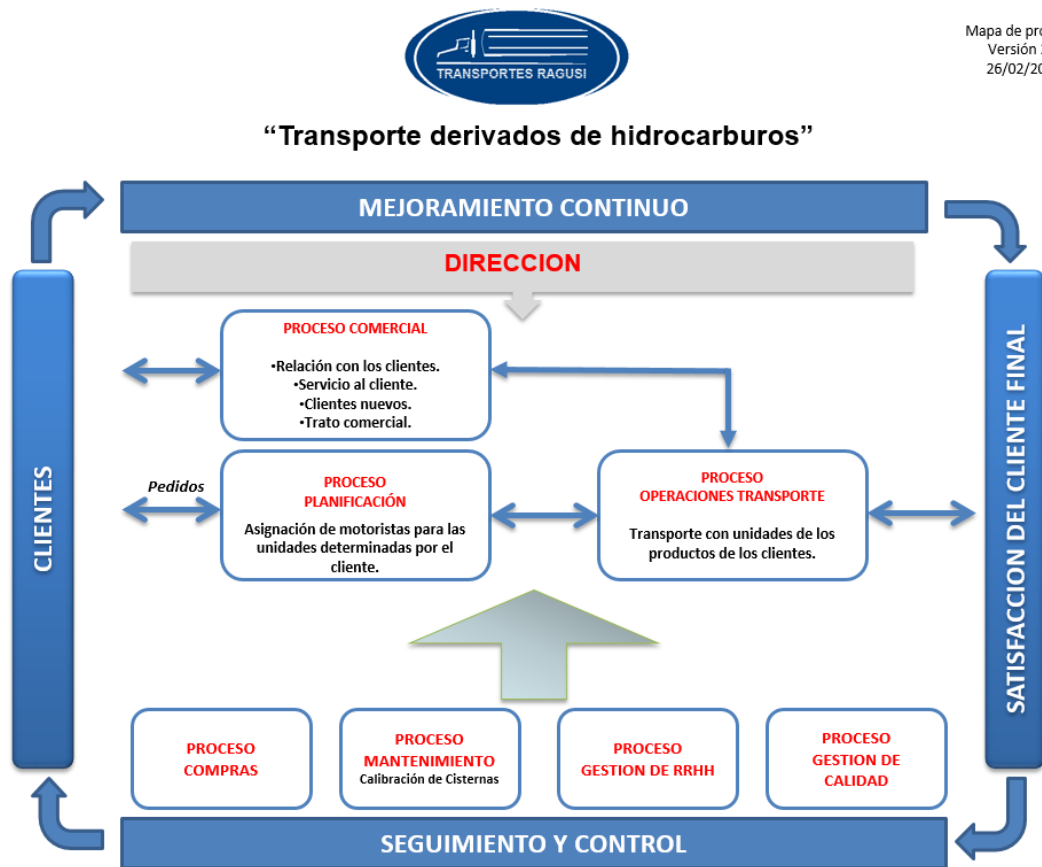 Mapa de
Versión
26/02/
TRANSPORTES RAGUSI
“Transporte derivados de hidrocarburos”
MEJORAMIENTO CONTINUO
DIRECCION
CLIENTES
PROCESO COMERCIAL
•Relación con los clientes.
•Servicio al cliente.
•Clientes nuevos.
•Trato comercial.
Pedidos
PROCESO
PLANIFICACIÓN
Asignación de motoristas para las
unidades determinadas por el
cliente.
PROCESO
OPERACIONES TRANSPORTE
Transporte con unidades de los
productos de los clientes.
SATISFACCION DEL CLIENTE FINAL
PROCESO
COMPRAS
PROCESO
MANTENIMIENTO
Calibración de Cisternas
PROCESO
GESTION DE RRHH
PROCESO
GESTION DE
CALIDAD
SEGUIMIENTO Y CONTROL